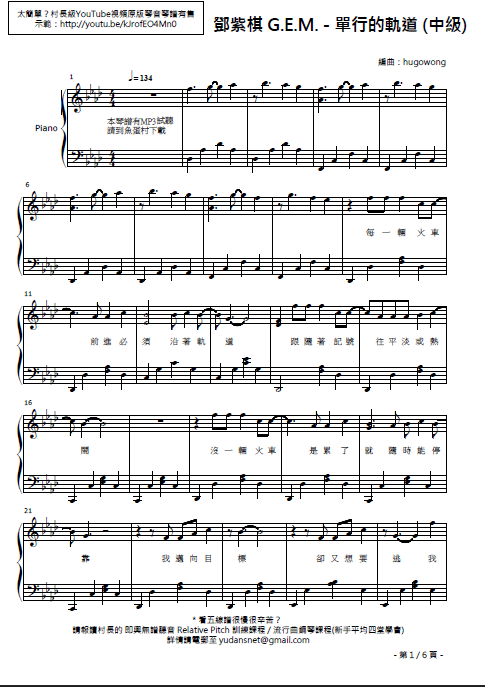 太簡單？村長級YouTube視頻原版琴音琴譜有售
示範：http://youtu.be/kJrofEO4Mn0
鄧紫棋 G.E.M. - 單行的軌道 (中級)
編曲：hugowong
1
♩=134
Piano
本琴譜有MP3試聽
請到魚蛋村下載
6
每 一 輛 火 車
11
前 進 必 須 沿 著 軌 道 跟 隨 著 記 號 往 平 淡 或 熱
16
鬧 沒 一 輛 火 車 是 累 了 就 隨 時 能 停
21
靠 我 邁 向 目 標 卻 又 想 要 逃 我
* 看五線譜很慢很辛苦？
請報讀村長的 即興無譜聽音 Relative Pitch 訓練課程 / 流行曲鋼琴課程(新手平均四堂學會)
詳情請電郵至 yudansnet@gmail.com
- 第 1 / 6 頁 -